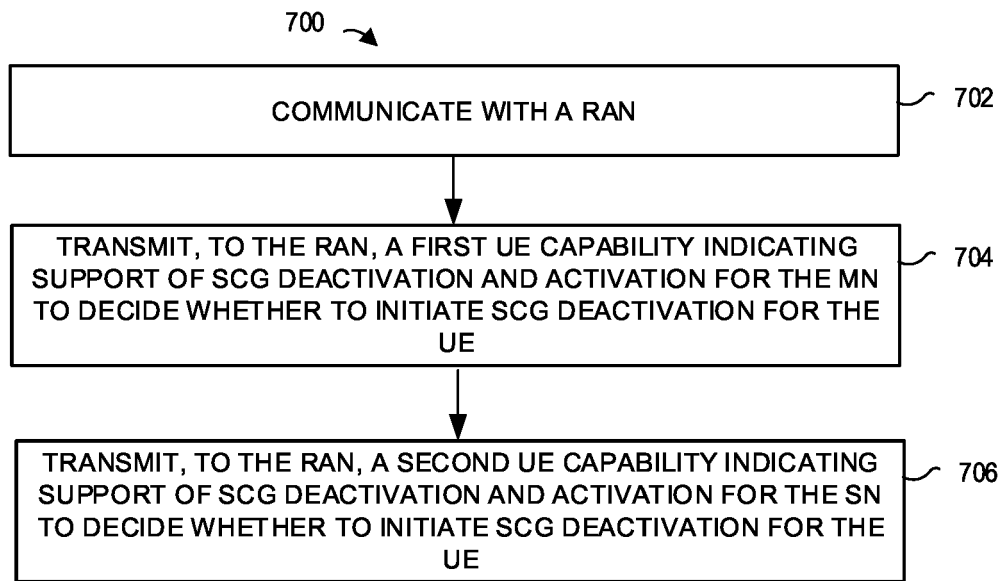 700
COMMUNICATE WITH A RAN
702
TRANSMIT, TO THE RAN, A FIRST UE CAPABILITY INDICATING
SUPPORT OF SCG DEACTIVATION AND ACTIVATION FOR THE MN
TO DECIDE WHETHER TO INITIATE SCG DEACTIVATION FOR THE
UE
704
TRANSMIT, TO THE RAN, A SECOND UE CAPABILITY INDICATING
SUPPORT OF SCG DEACTIVATION AND ACTIVATION FOR THE SN
TO DECIDE WHETHER TO INITIATE SCG DEACTIVATION FOR THE
UE
706